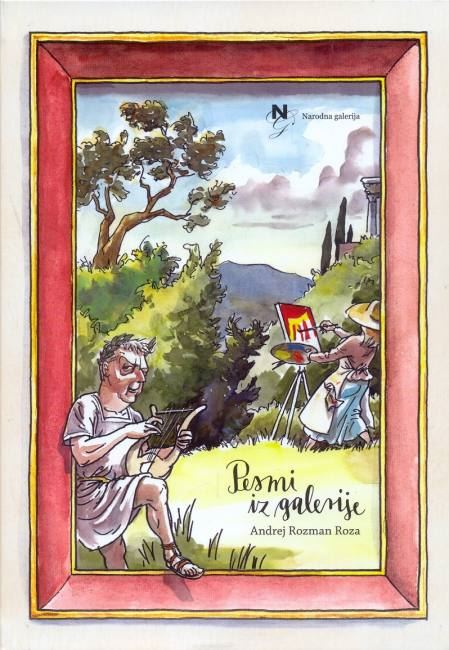 NG
Narodna galerija
Pesmi
iz galerije
Andrej Rozman Roza